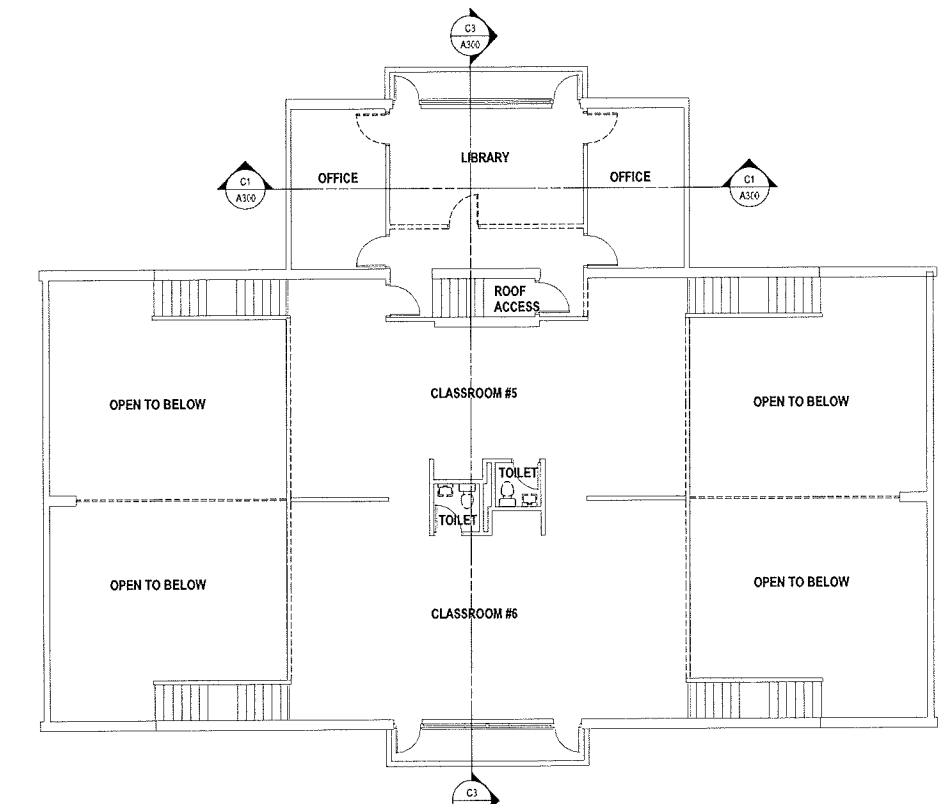 C3
A300
LIBRARY
OFFICE
OFFICE
C1
A300
C1
A300
ROOF
ACCESS
CLASSROOM #5
OPEN TO BELOW
OPEN TO BELOW
TOILET
TOILET
OPEN TO BELOW
OPEN TO BELOW
CLASSROOM #6
C3